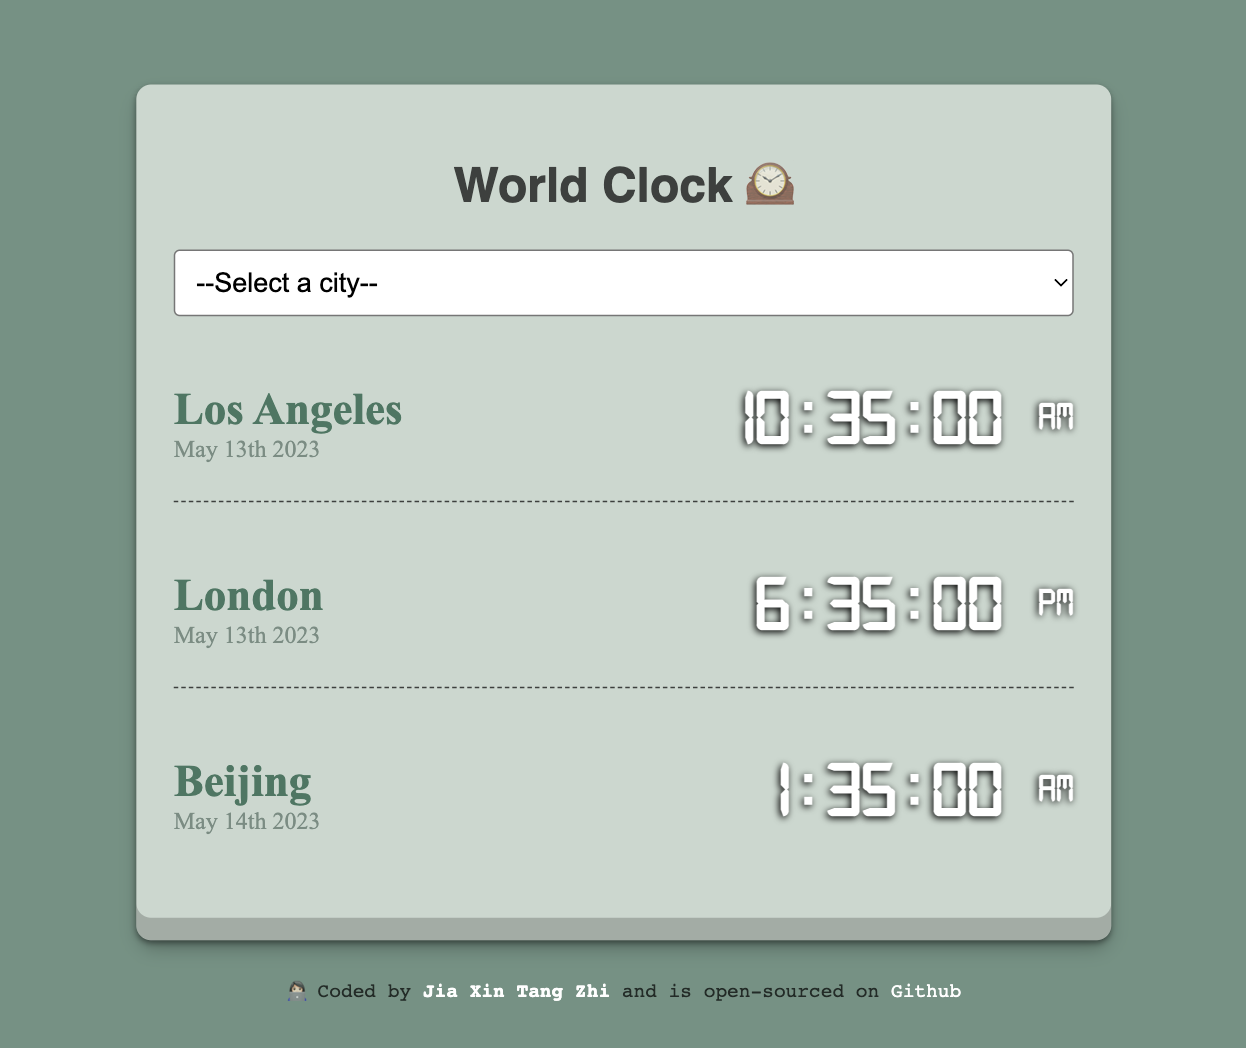 World Clock 🕰️
--Select a city--
Los Angeles
10:35:00 AM
May 13th 2023
London
6:35:00 PM
May 13th 2023
Beijing
1:35:00 AM
May 14th 2023
👩🏻‍💻 Coded by Jia Xin Tang Zhi and is open-sourced on Github